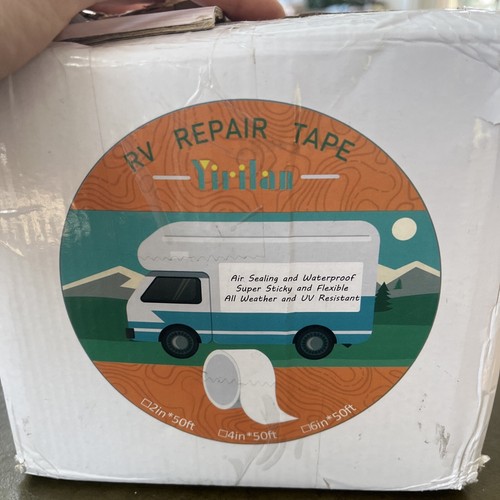 RV REPAIR TAPE
Yirilan
Air Sealing and Waterproof
Super Sticky and Flexible
All Weather and UV Resistant
□2in*50ft
□4in*50ft
□6in*50ft